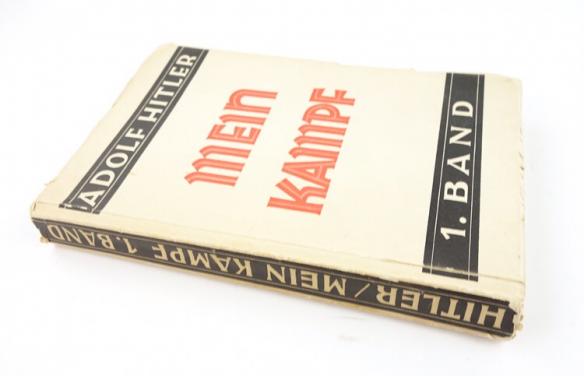 ADOLF HITLER
MEIN
KAMPF
1. BAND
HITLER / MEIN KAMPF 1. BAND